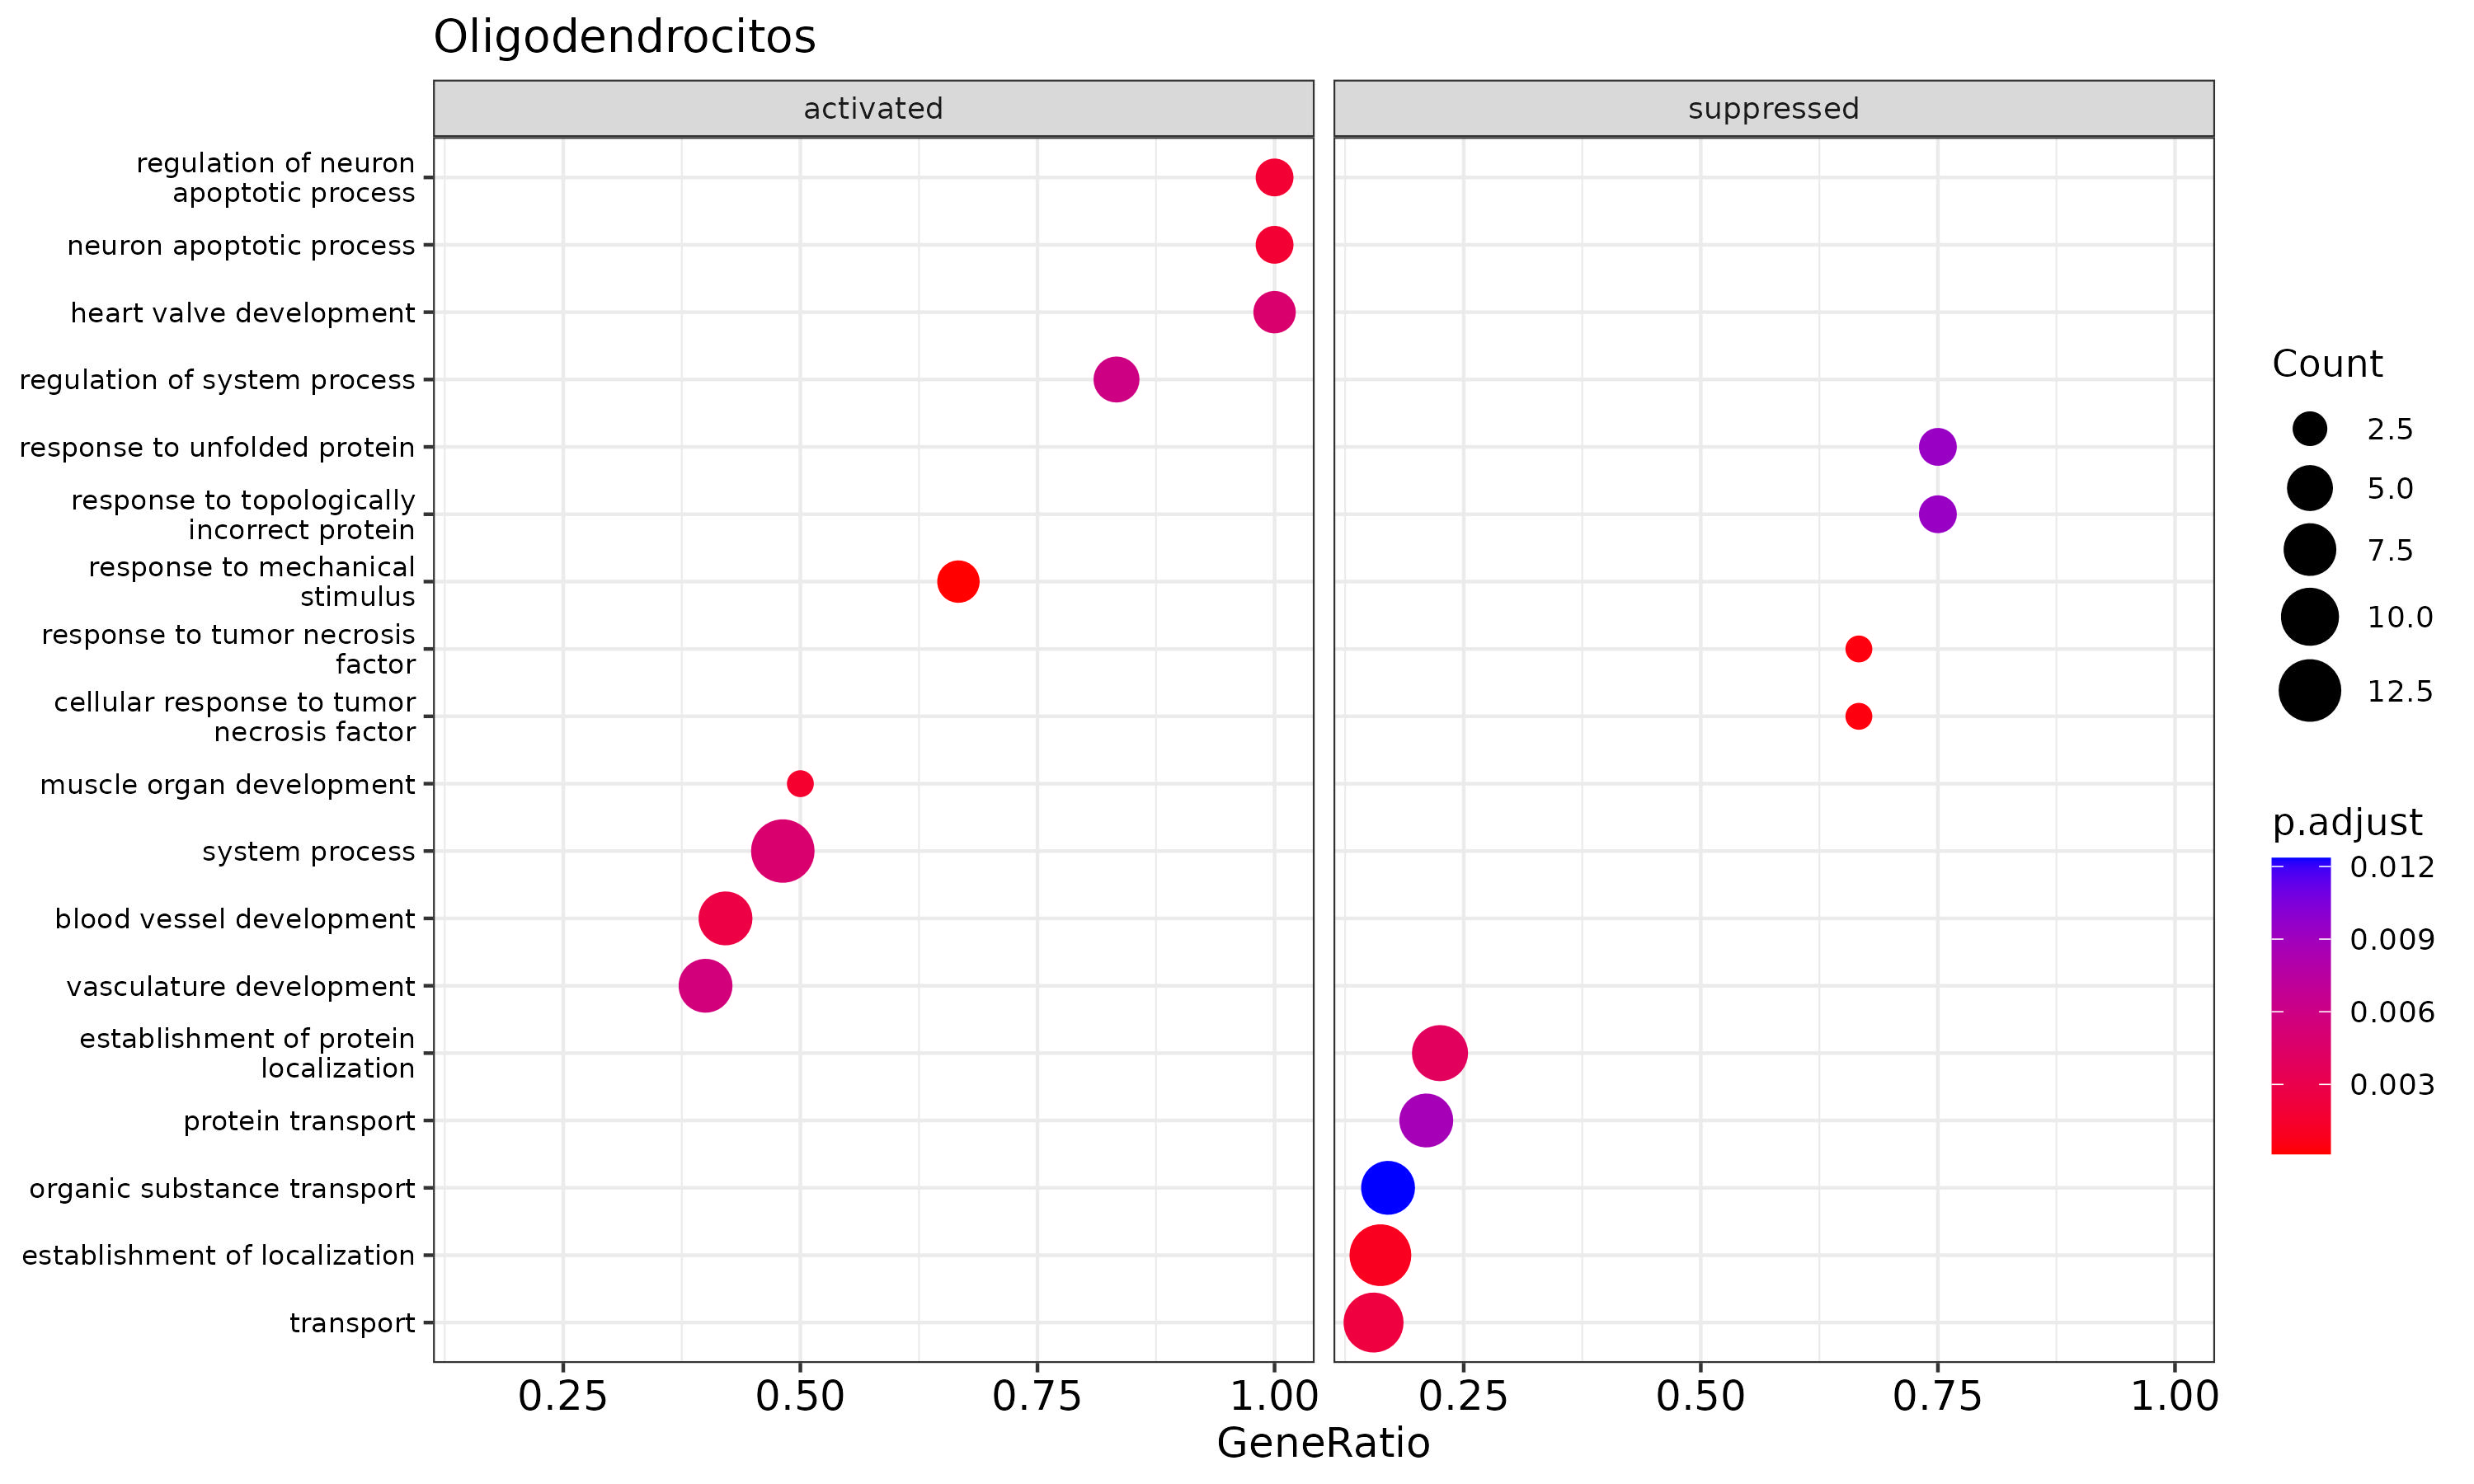 Oligodendrocitos
activated
suppressed
regulation of neuron
apoptotic process
neuron apoptotic process
heart valve development
regulation of system process
response to unfolded protein
response to topologically
incorrect protein
response to mechanical
stimulus
response to tumor necrosis
factor
cellular response to tumor
necrosis factor
muscle organ development
system process
blood vessel development
vasculature development
establishment of protein
localization
protein transport
organic substance transport
establishment of localization
transport
0.25 0.50 0.75 1.00
0.25 0.50 0.75 1.00
GeneRatio
Count
2.5
5.0
7.5
10.0
12.5
p.adjust
0.012
0.009
0.006
0.003